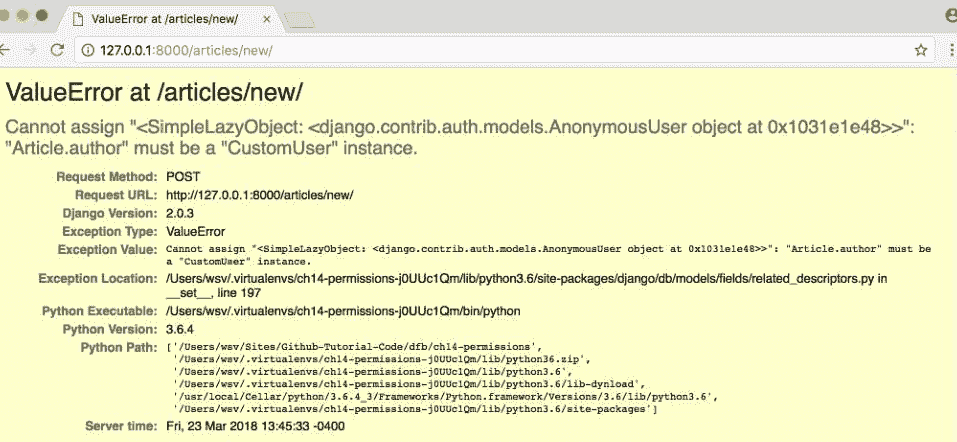 ValueError at /articles/new/
127.0.0.1:8000/articles/new/
ValueError at /articles/new/
Cannot assign "<SimpleLazyObject: <django.contrib.auth.models.AnonymousUser object at 0x1031e1e48>>":
"Article.author" must be a "CustomUser" instance.
Request Method: POST
Request URL: http://127.0.0.1:8000/articles/new/
Django Version: 2.0.3
Exception Type: ValueError
Exception Value: Cannot assign "<SimpleLazyObject: <django.contrib.auth.models.AnonymousUser object at 0x1031e1e48>>": "Article.author" must be
a "CustomUser" instance.
Exception Location: /Users/wsv/.virtualenvs/ch14-permissions-j0UUc1Qm/lib/python3.6/site-packages/django/db/models/fields/related_descriptors.py in
__set__, line 197
Python Executable: /Users/wsv/.virtualenvs/ch14-permissions-j0UUc1Qm/bin/python
Python Version: 3.6.4
Python Path: ['/Users/wsv/Sites/Github-Tutorial-Code/dfb/ch14-permissions',
'/Users/wsv/.virtualenvs/ch14-permissions-j0UUc1Qm/lib/python36.zip',
'/Users/wsv/.virtualenvs/ch14-permissions-j0UUc1Qm/lib/python3.6',
'/Users/wsv/.virtualenvs/ch14-permissions-j0UUc1Qm/lib/python3.6/lib-dynload',
'/usr/local/Cellar/python/3.6.4_3/Frameworks/Python.framework/Versions/3.6/lib/python3.6',
'/Users/wsv/.virtualenvs/ch14-permissions-j0UUc1Qm/lib/python3.6/site-packages']
Server time: Fri, 23 Mar 2018 13:45:33 -0400